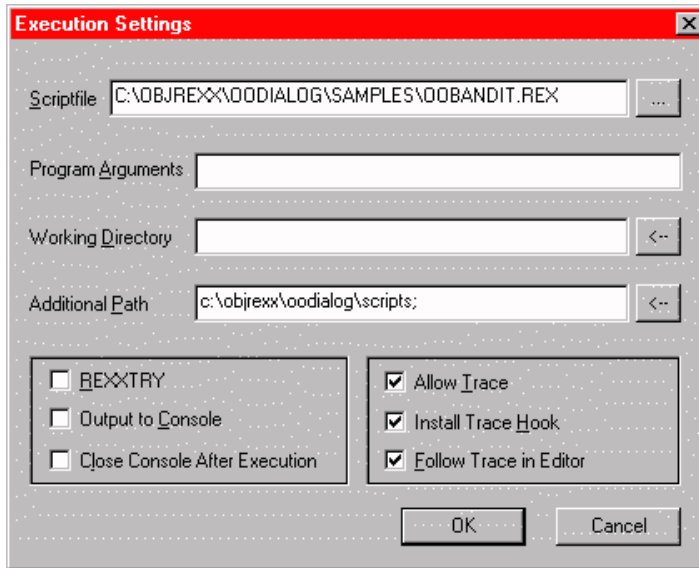 Execution Settings
Scriptfile C:\OBJREXX\OODIALOG\SAMPLES\OOBANDIT.REX ...
Program Arguments
Working Directory <--
Additional Path c:\objrexx\oodialog\scripts; <--
REXXTRY
Output to Console
Close Console After Execution
Allow Trace
Install Trace Hook
Follow Trace in Editor
OK Cancel